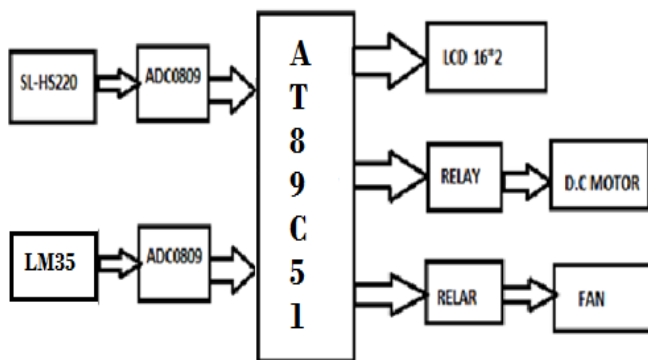 SL-HS220
ADC0809
LM35
ADC0809
A
T
8
9
C
5
1
LCD 16*2
RELAY
D.C MOTOR
RELAR
FAN